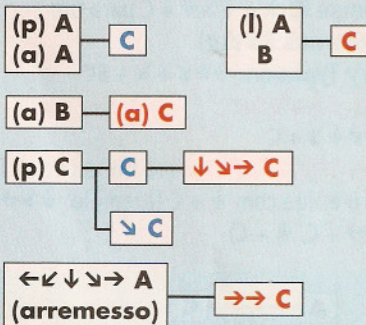 (p) A
(a) A
C
(l) A
B
C
(a) B
(a) C
(p) C
C
↓ ↘ → C
↘ C
← ↙ ↓ ↘ → A
(arremesso)
→→ C